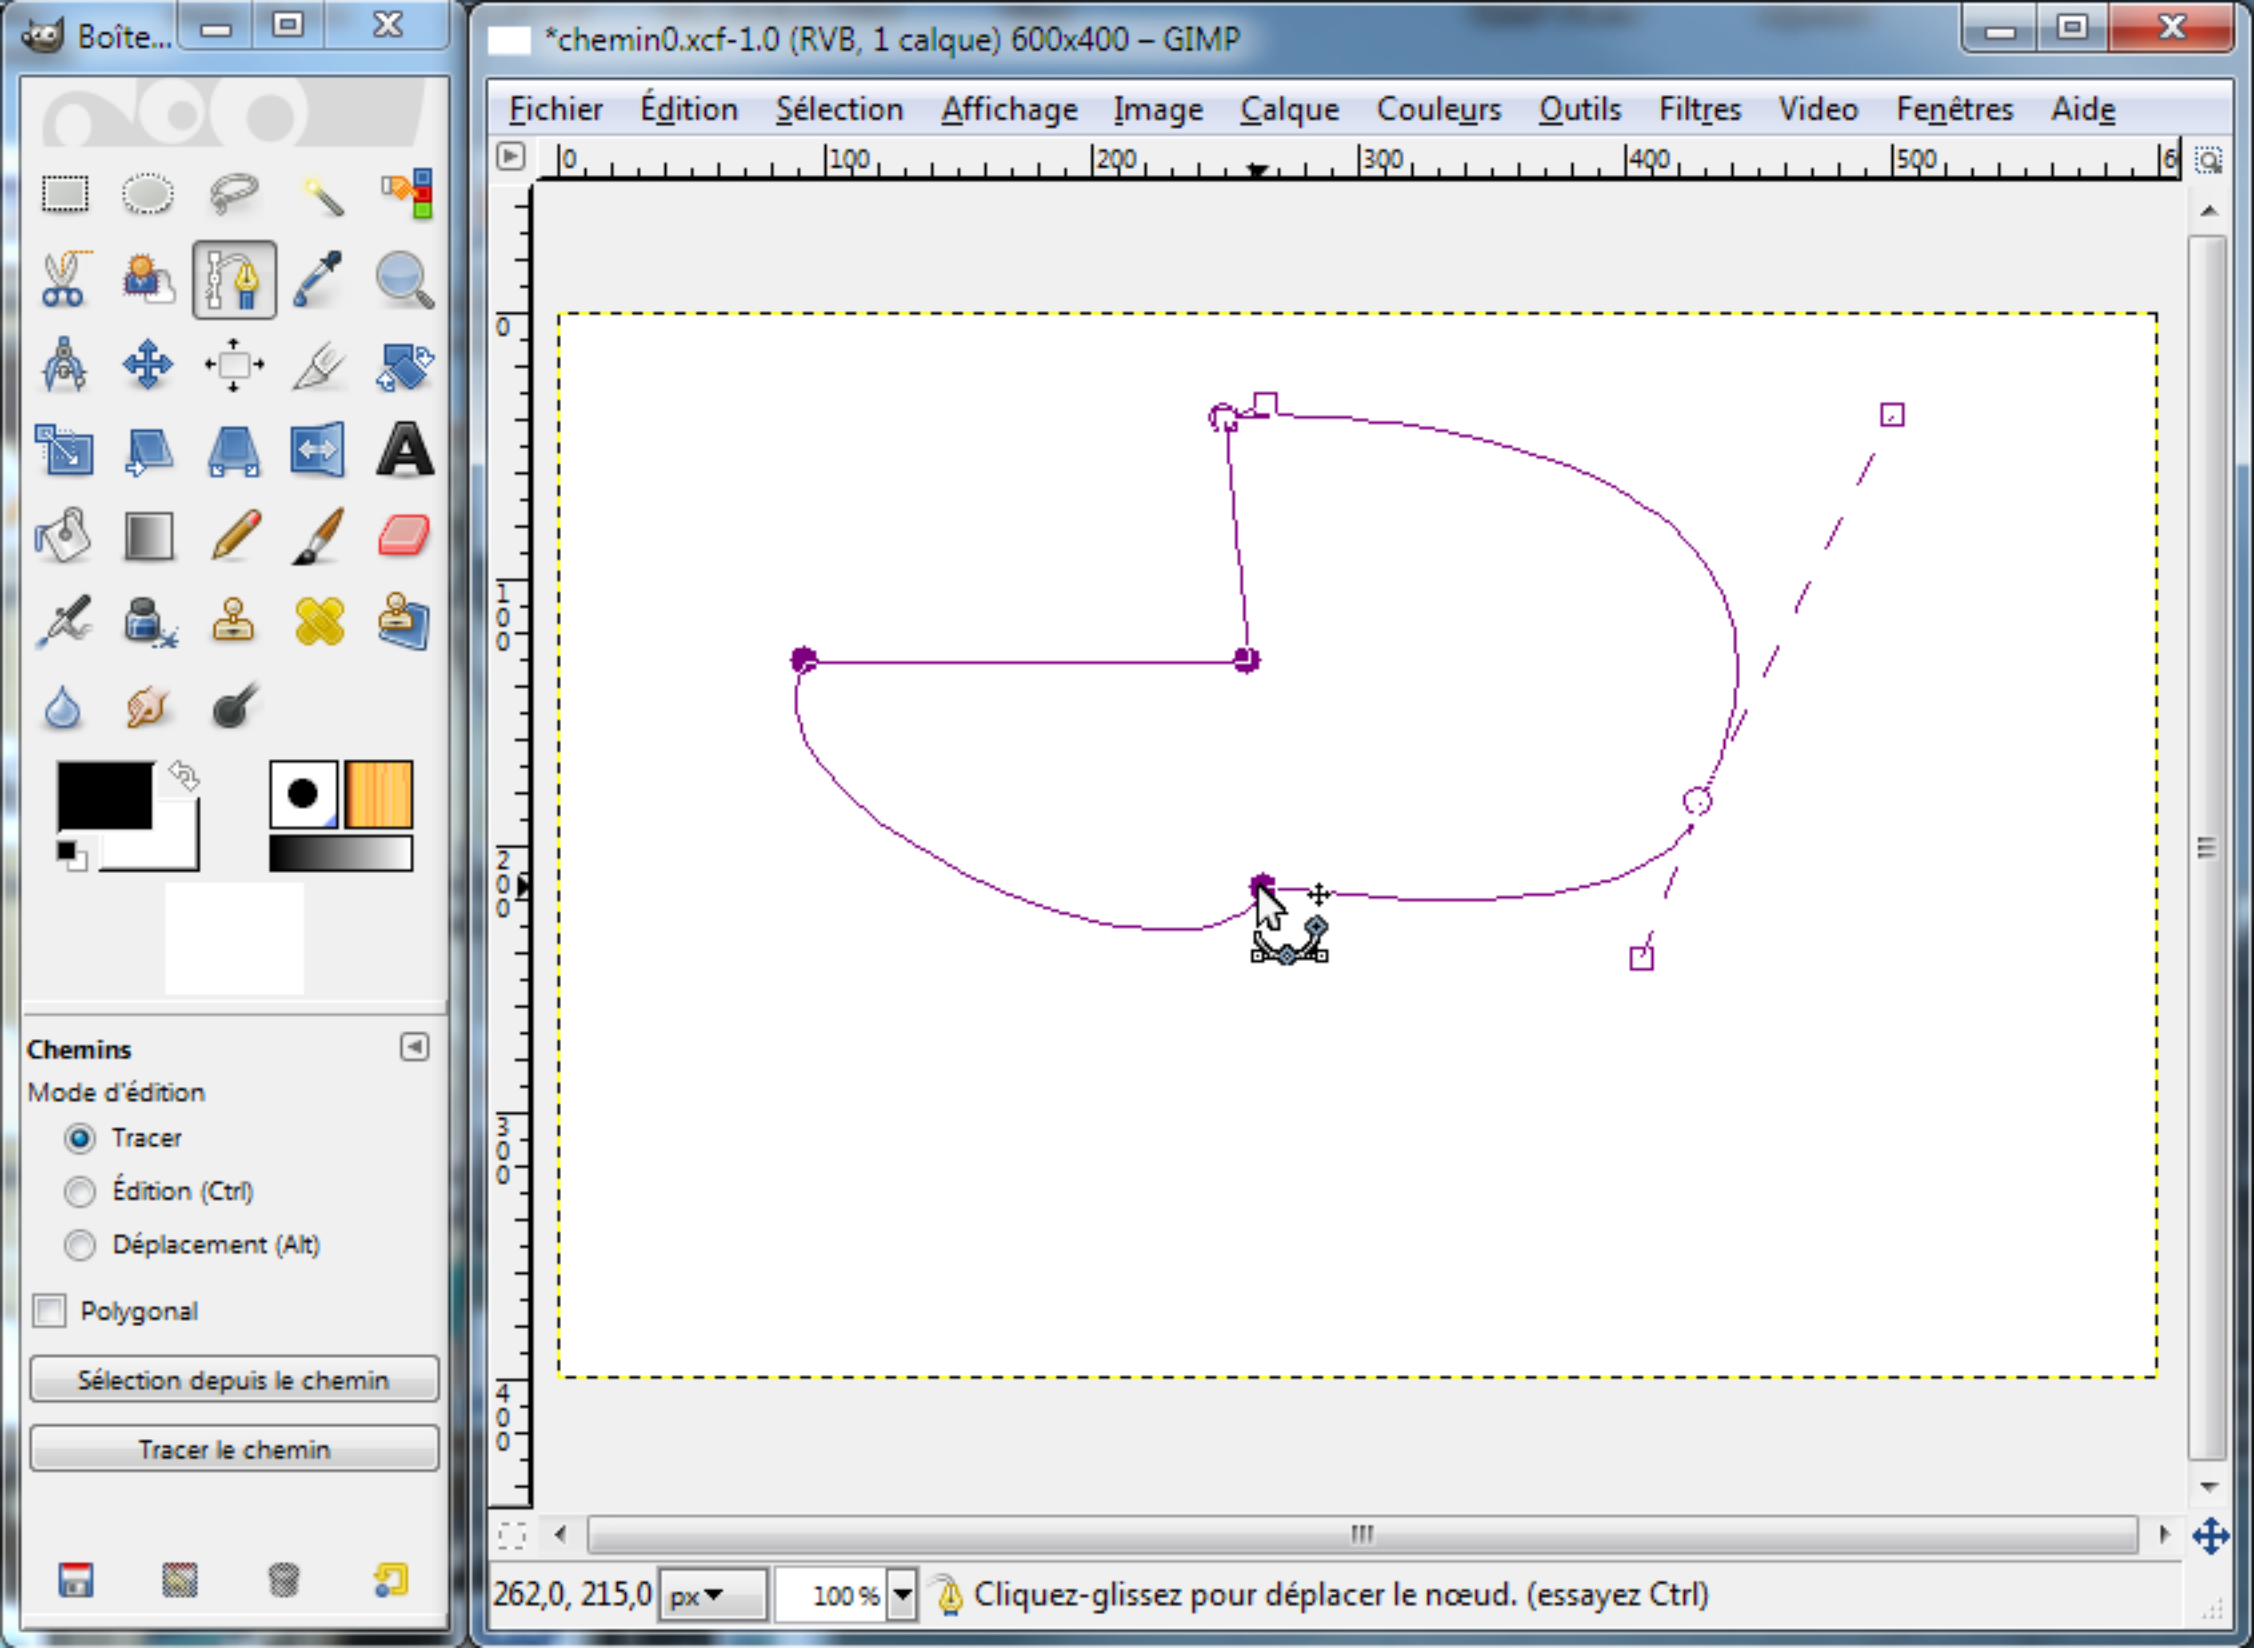 Boîte...
*chemin0.xcf-1.0 (RVB, 1 calque) 600x400 – GIMP
Fichier Édition Sélection Affichage Image Calque Couleurs Outils Filtres Video Fenêtres Aide
0 100 200 300 400 500 6
0
100
200
300
400
A
Chemins
Mode d'édition
Tracer
Édition (Ctrl)
Déplacement (Alt)
Polygonal
Sélection depuis le chemin
Tracer le chemin
262,0, 215,0 px 100 % Cliquez-glissez pour déplacer le nœud. (essayez Ctrl)